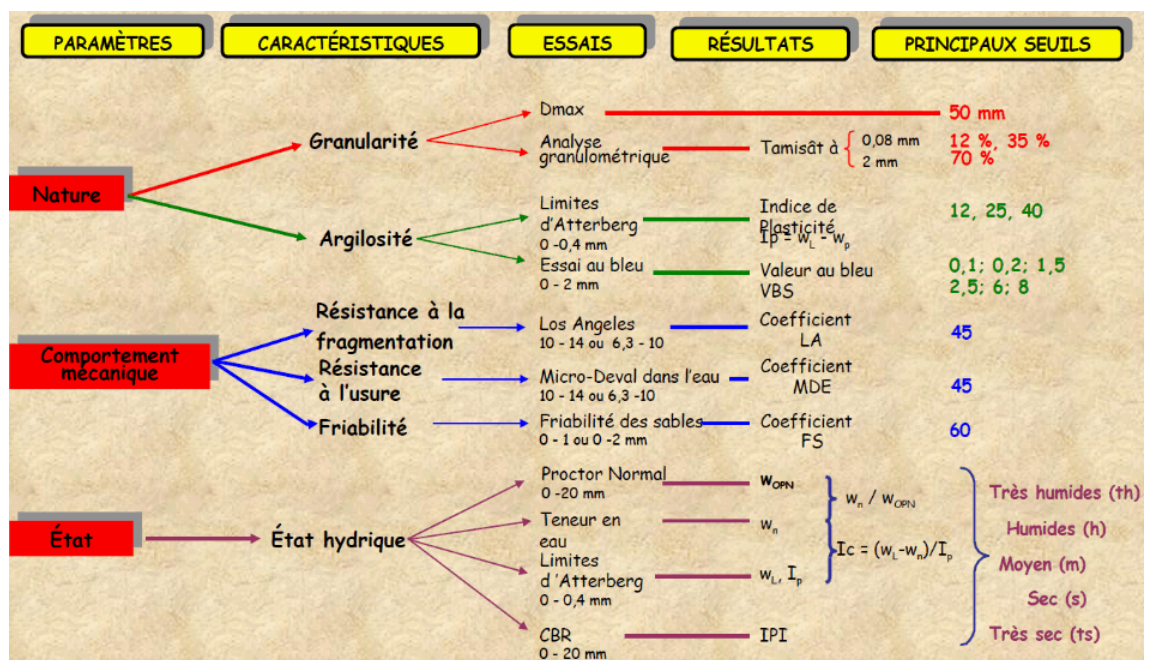 PARAMÈTRES
CARACTÉRISTIQUES
ESSAIS
RÉSULTATS
PRINCIPAUX SEUILS
Nature
Granularité
Dmax
50 mm
Analyse
granulométrique
Tamisât à
0,08 mm
2 mm
12 %, 35 %
70 %
Argilosité
Limites
d'Atterberg
0 -0,4 mm
Indice de
Plasticité
Ip = wL - wp
12, 25, 40
Essai au bleu
0 - 2 mm
Valeur au bleu
VBS
0,1; 0,2; 1,5
2,5; 6; 8
Comportement
mécanique
Résistance à la
fragmentation
Los Angeles
10 - 14 ou 6,3 - 10
Coefficient
LA
45
Résistance
à l'usure
Micro-Deval dans l'eau
10 - 14 ou 6,3 -10
Coefficient
MDE
45
Friabilité
Friabilité des sables
0 - 1 ou 0 -2 mm
Coefficient
FS
60
État
État hydrique
Proctor Normal
0 -20 mm
wOPN
Teneur en
eau
wn
Limites
d 'Atterberg
0 - 0,4 mm
wL, Ip
CBR
0 - 20 mm
IPI
wn / wOPN
Ic = (wL-wn)/Ip
Très humides (th)
Humides (h)
Moyen (m)
Sec (s)
Très sec (ts)